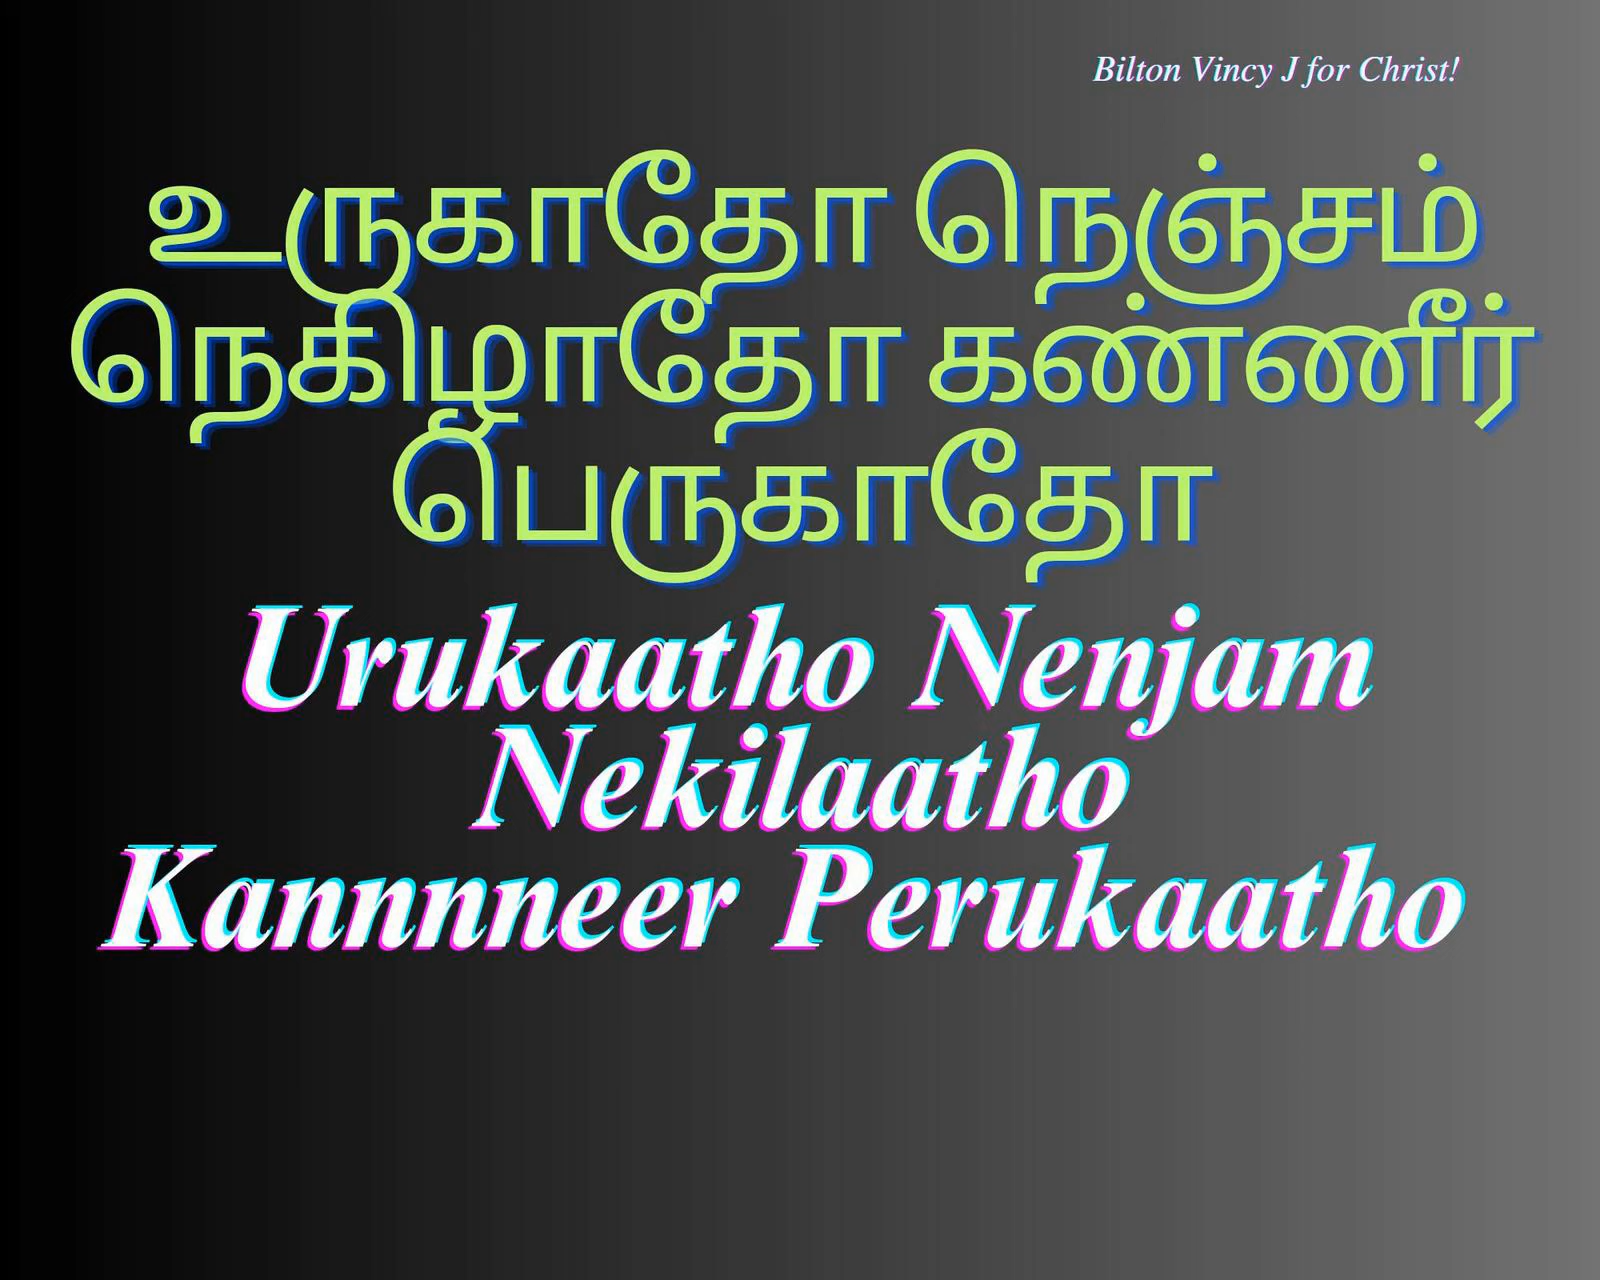 Bilton Vincy J for Christ!
உருகாதோ நெஞ்சம்
நெகிழாதோ கண்ணீர்
பெருகாதோ
Urukaatho Nenjam
Nekilaatho
Kannnneer Perukaatho